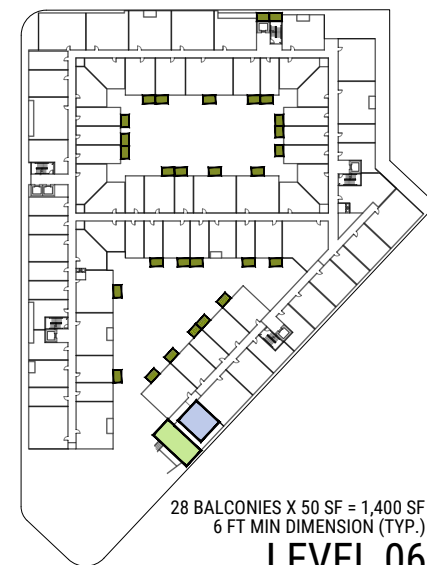 28 BALCONIES X 50 SF = 1,400 SF
6 FT MIN DIMENSION (TYP.)
LEVEL 06